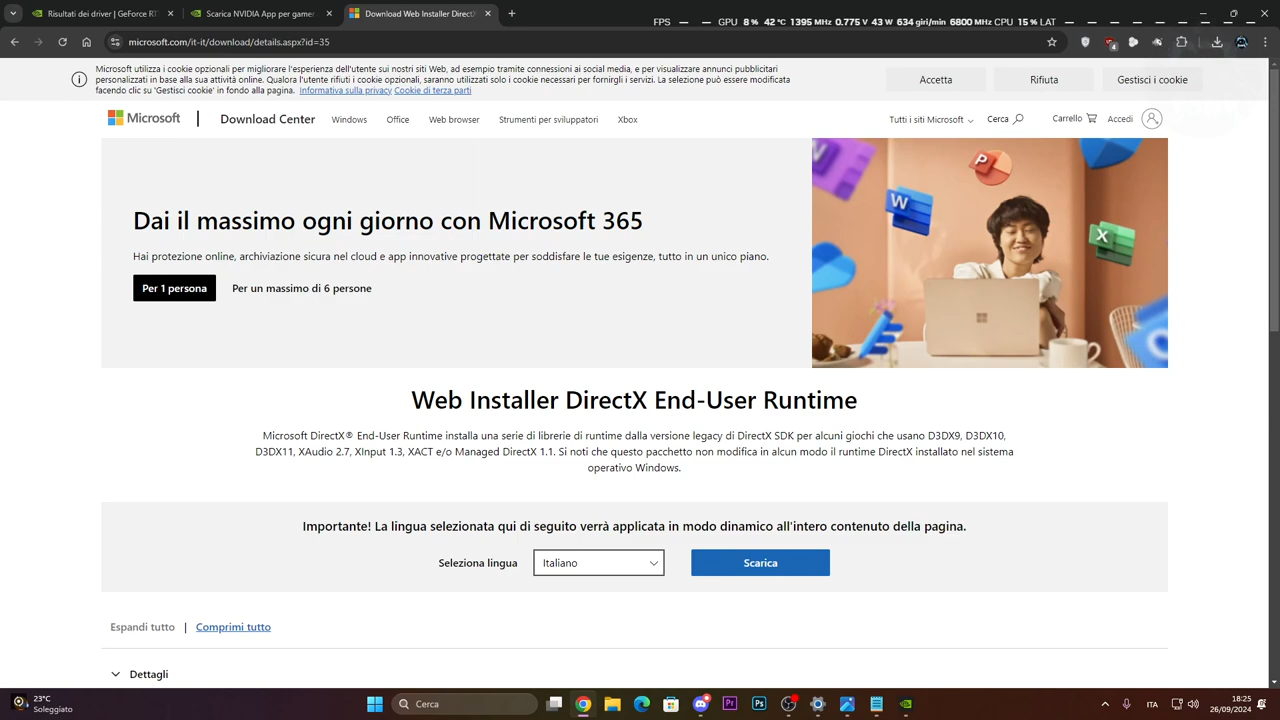 Risultati dei driver | GeForce RT
Scarica NVIDIA App per gamer
Download Web Installer DirectX
FPS — — GPU 8 % 42 °C 1395 MHz 0.775 V 43 W 634 giri/min 6800 MHz CPU 15 % LAT — —
microsoft.com/it-it/download/details.aspx?id=35
4
Microsoft utilizza i cookie opzionali per migliorare l'esperienza dell'utente sui nostri siti Web, ad esempio tramite connessioni ai social media, e per visualizzare annunci pubblicitari
personalizzati in base alla sua attività online. Qualora l'utente rifiuti i cookie opzionali, saranno utilizzati solo i cookie necessari per fornirgli i servizi. La selezione può essere modificata
facendo clic su 'Gestisci cookie' in fondo alla pagina. Informativa sulla privacy Cookie di terza parti
Accetta
Rifiuta
Gestisci i cookie
Microsoft
Download Center
Windows
Office
Web browser
Strumenti per sviluppatori
Xbox
Tutti i siti Microsoft
Cerca
Carrello
Accedi
Dai il massimo ogni giorno con Microsoft 365
Hai protezione online, archiviazione sicura nel cloud e app innovative progettate per soddisfare le tue esigenze, tutto in un unico piano.
Per 1 persona
Per un massimo di 6 persone
W
W
P
X
Web Installer DirectX End-User Runtime
Microsoft DirectX® End-User Runtime installa una serie di librerie di runtime dalla versione legacy di DirectX SDK per alcuni giochi che usano D3DX9, D3DX10,
D3DX11, XAudio 2.7, XInput 1.3, XACT e/o Managed DirectX 1.1. Si noti che questo pacchetto non modifica in alcun modo il runtime DirectX installato nel sistema
operativo Windows.
Importante! La lingua selezionata qui di seguito verrà applicata in modo dinamico all'intero contenuto della pagina.
Seleziona lingua
Italiano
Scarica
Espandi tutto | Comprimi tutto
Dettagli
23°C
Soleggiato
Cerca
Pr
Ps
ITA
18:25
26/09/2024